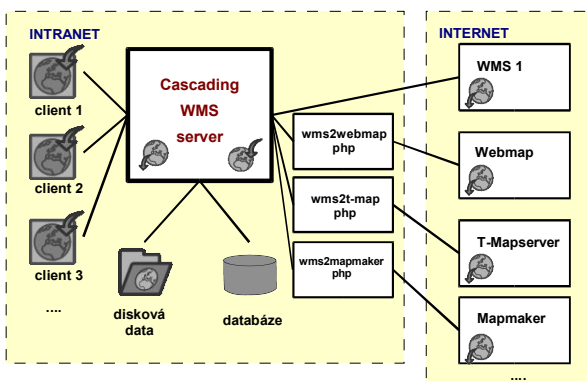 INTRANET
client 1
client 2
client 3
....
Cascading
WMS
server
disková
data
databáze
wms2webmap
php
wms2t-map
php
wms2mapmaker
php
INTERNET
WMS 1
Webmap
T-Mapserver
Mapmaker
....